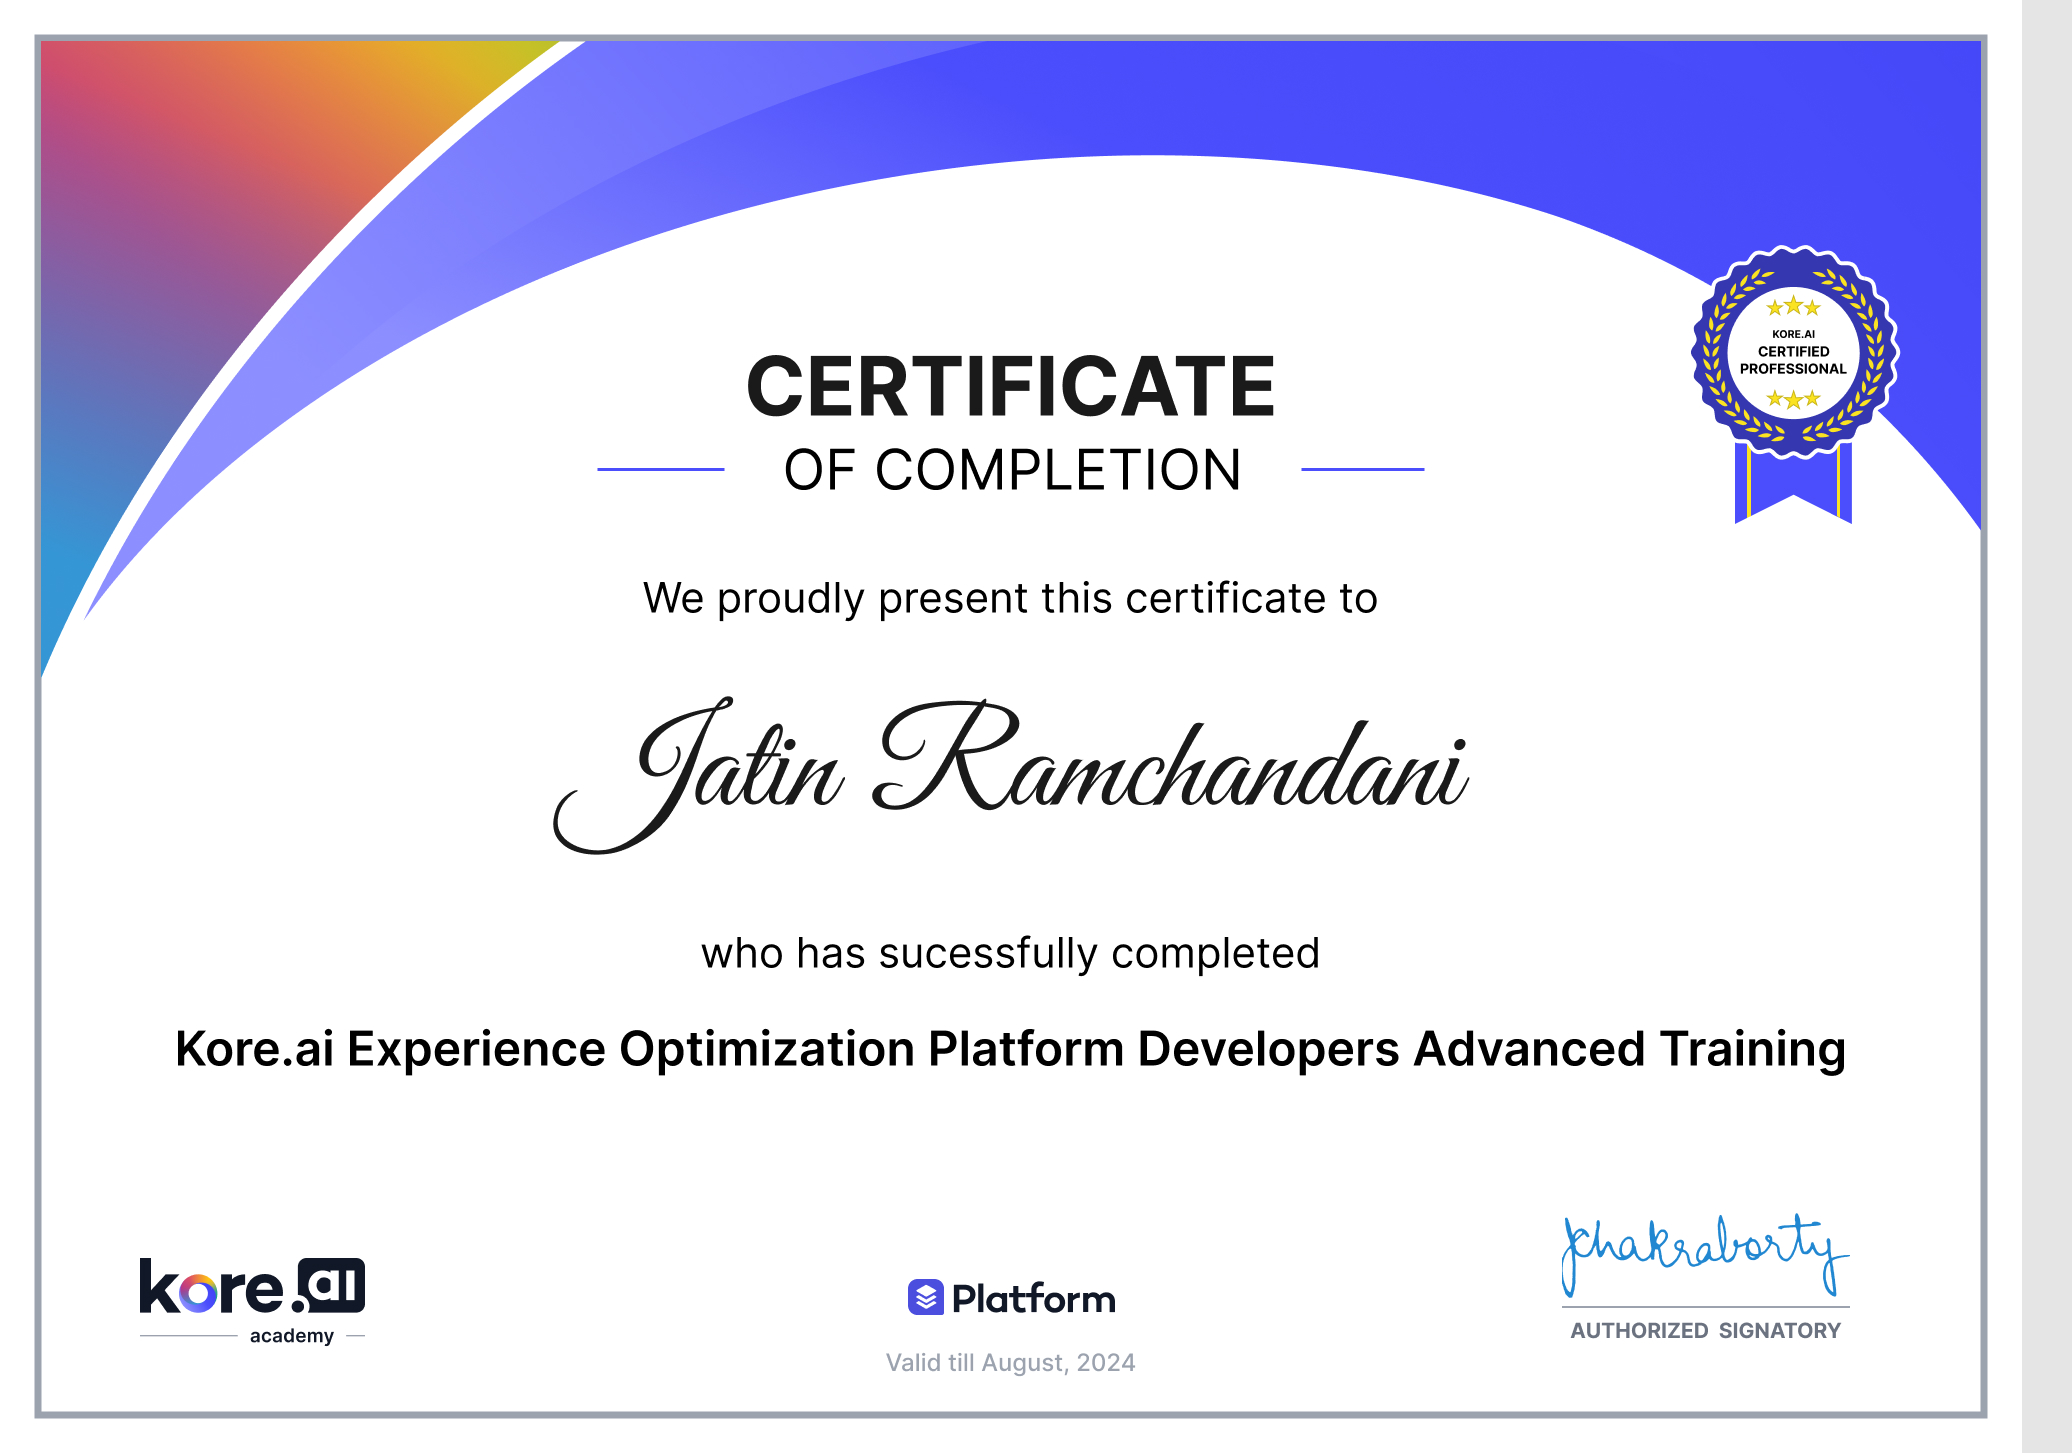 KORE.AI
CERTIFIED
PROFESSIONAL
CERTIFICATE
OF COMPLETION
We proudly present this certificate to
Jatin Ramchandani
who has sucessfully completed
Kore.ai Experience Optimization Platform Developers Advanced Training
kore.ai
academy
Platform
Valid till August, 2024
Jchakraborty
AUTHORIZED SIGNATORY